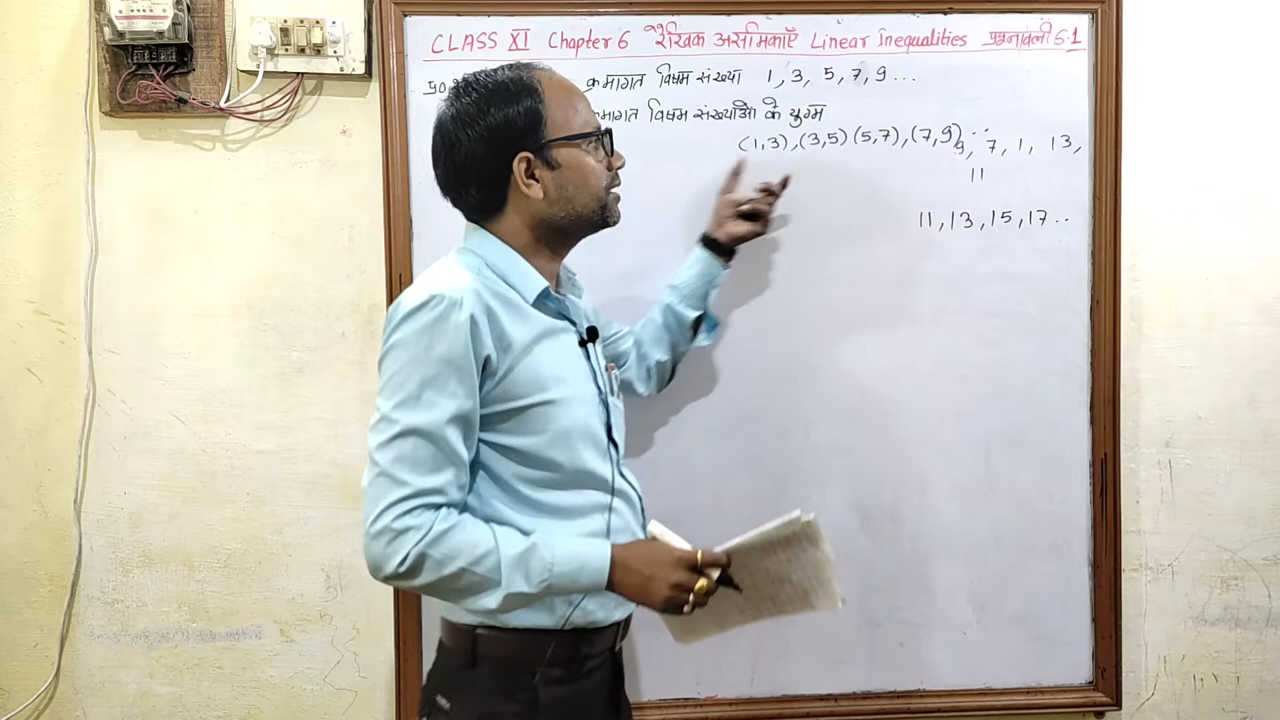 CLASS XI Chapter 6 रैखिक असमिकाएँ Linear Inequalities प्रश्नावली 6.1
प्र०
क्रमागत विषम संख्या 1, 3, 5, 7, 9...
क्रमागत विषम संख्याओं के युग्म
(1,3), (3,5) (5,7), (7,9) ...
9, 7, 1, 13,
11
11, 13, 15, 17..